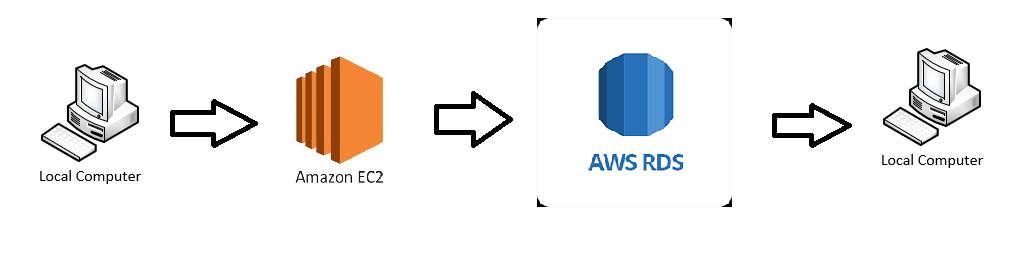 Local Computer
Amazon EC2
AWS RDS
Local Computer